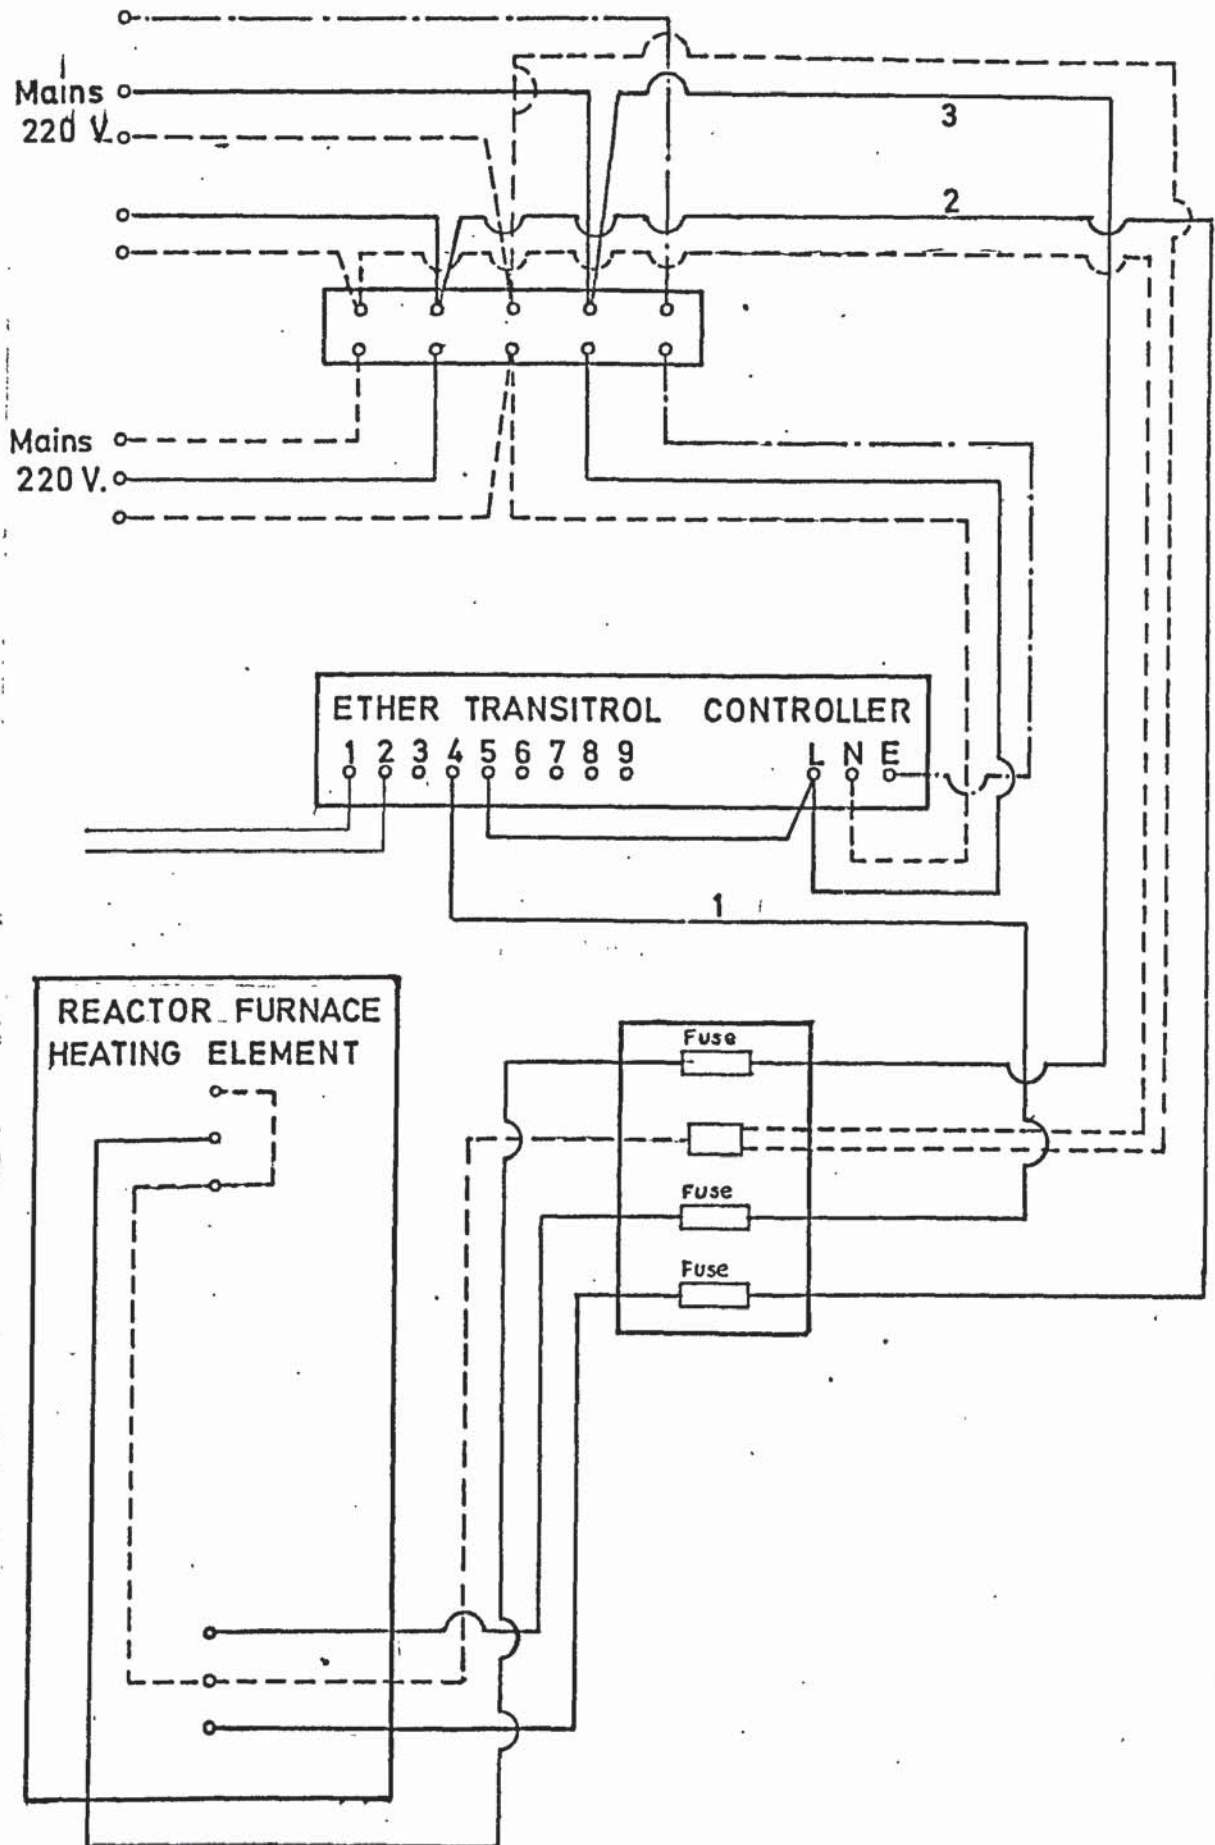 Mains
220 V.
3
2
Mains
220 V.
ETHER TRANSITROL CONTROLLER
1 2 3 4 5 6 7 8 9 L N E
1
REACTOR FURNACE
HEATING ELEMENT
Fuse
Fuse
Fuse